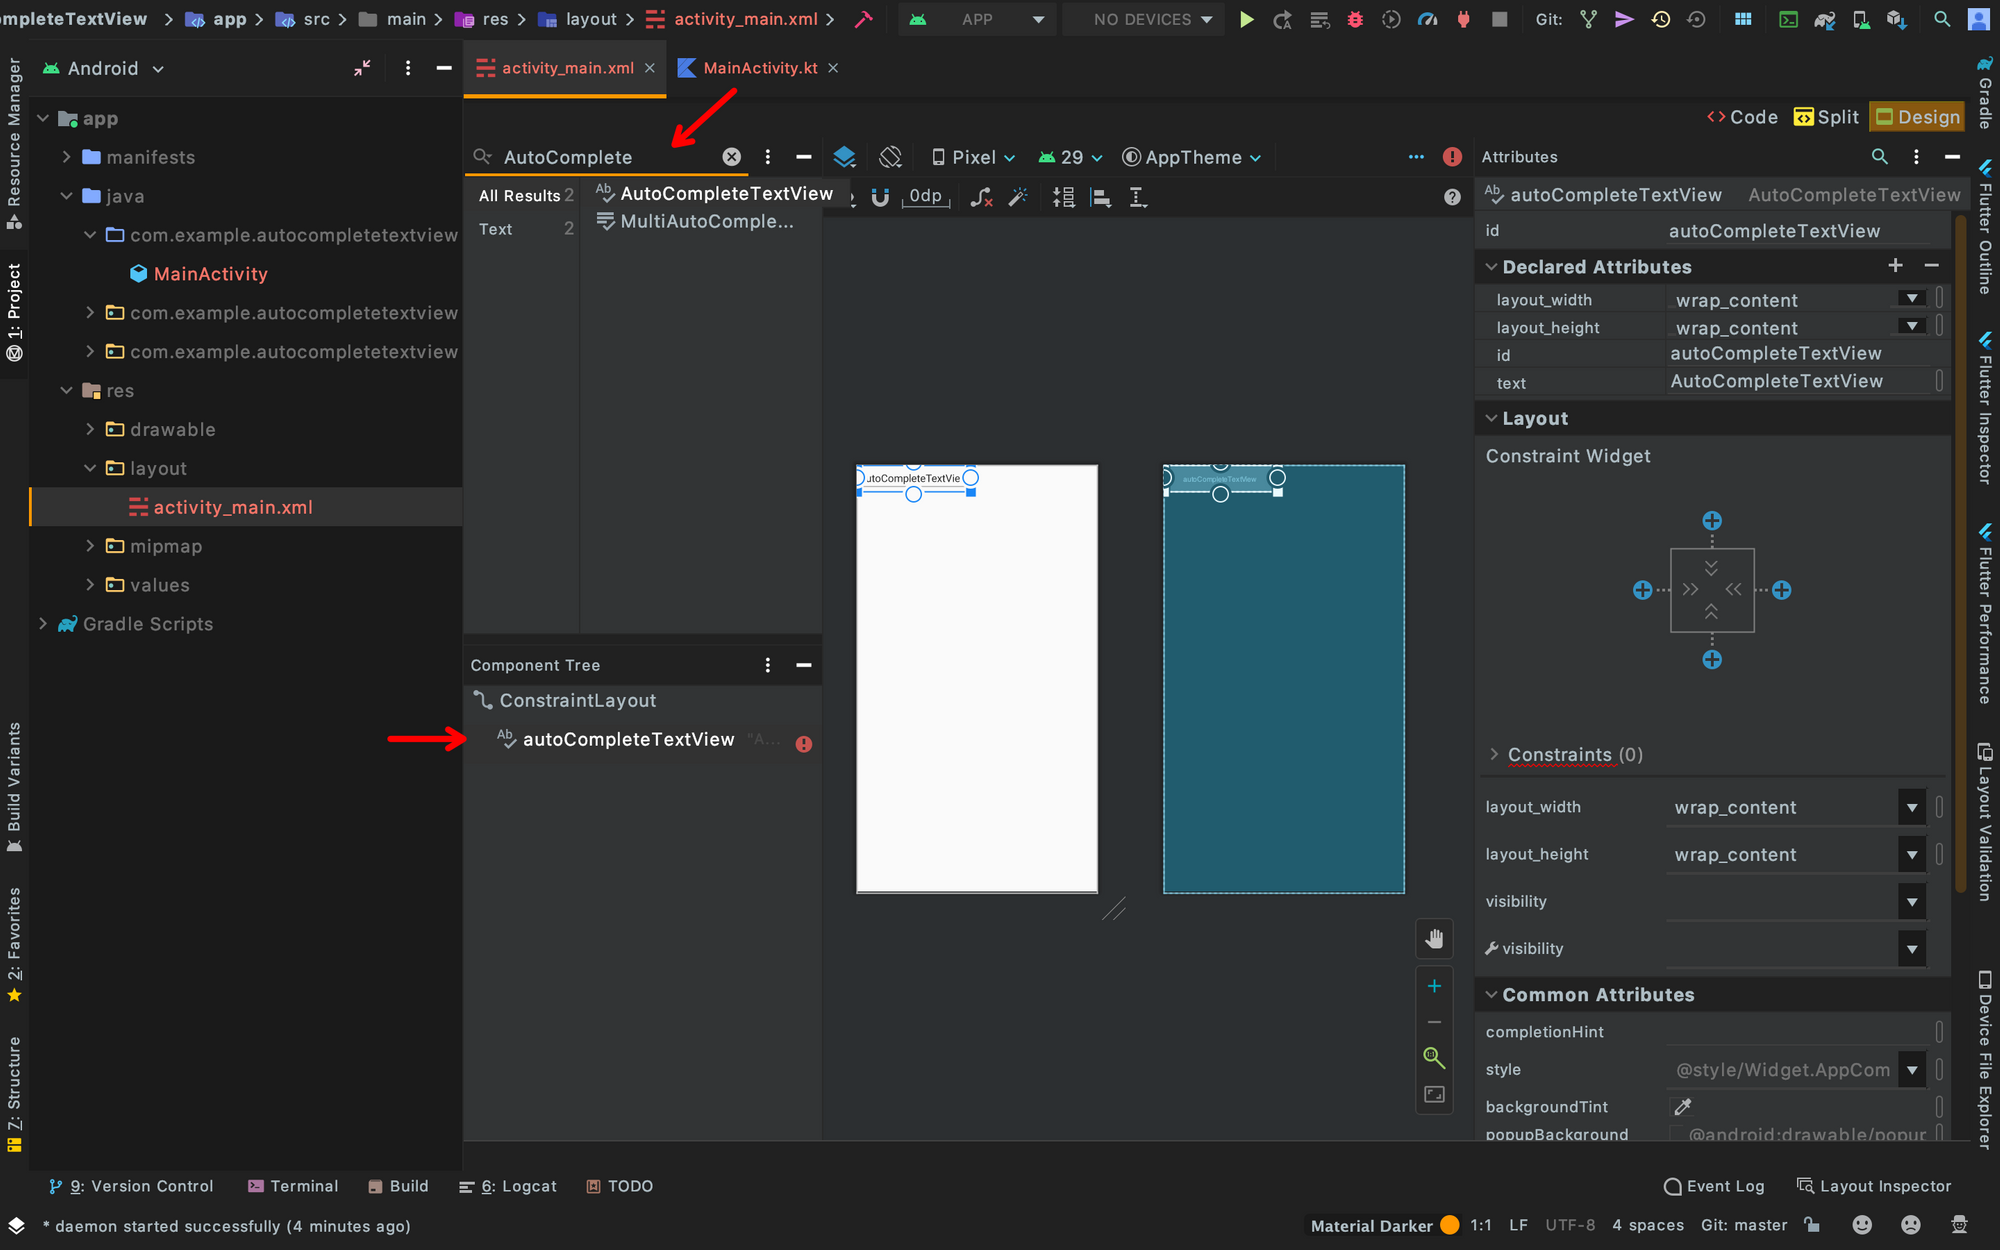 mpleteTextView app src main res layout activity_main.xml APP NO DEVICES Git:
Android
activity_main.xml MainActivity.kt
Code Split Design
app
manifests
java
com.example.autocompletetextview
MainActivity
com.example.autocompletetextview
com.example.autocompletetextview
res
drawable
layout
activity_main.xml
mipmap
values
Gradle Scripts
Resource Manager
1: Project
Build Variants
2: Favorites
7: Structure
AutoComplete
All Results 2
Text 2
AutoCompleteTextView
MultiAutoComple...
Component Tree
ConstraintLayout
autoCompleteTextView "A...
Pixel 29 AppTheme
0dp
utoCompleteTextVie
autoCompleteTextView
Attributes
autoCompleteTextView AutoCompleteTextView
id autoCompleteTextView
Declared Attributes
layout_width wrap_content
layout_height wrap_content
id autoCompleteTextView
text AutoCompleteTextView
Layout
Constraint Widget
Constraints (0)
layout_width wrap_content
layout_height wrap_content
visibility
visibility
Common Attributes
completionHint
style @style/Widget.AppCom
backgroundTint
popupBackground @android:drawable/popup
Gradle
Flutter Outline
Flutter Inspector
Flutter Performance
Layout Validation
Device File Explorer
9: Version Control Terminal Build 6: Logcat TODO Event Log Layout Inspector
* daemon started successfully (4 minutes ago) Material Darker 1:1 LF UTF-8 4 spaces Git: master